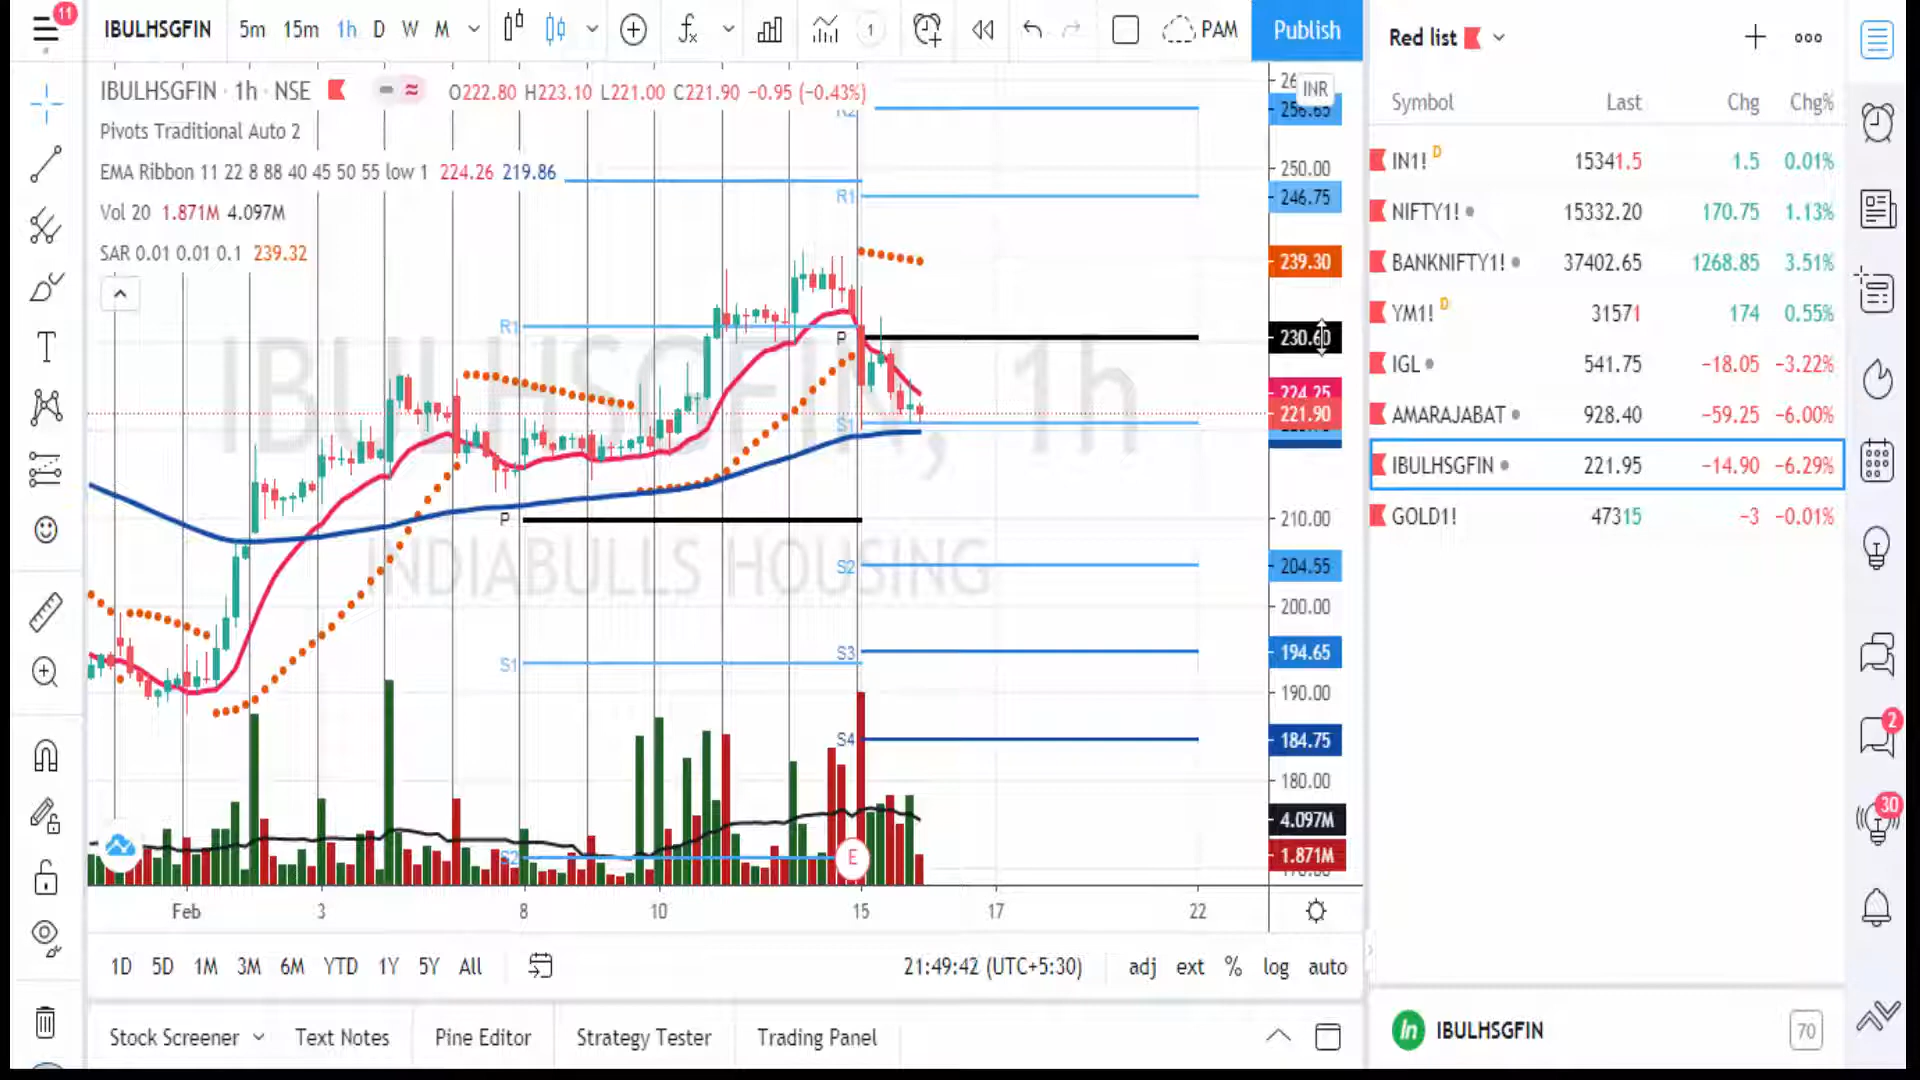 11
IBULHSGFIN 5m 15m 1h D W M fx 1 PAM Publish
IBULHSGFIN · 1h · NSE O222.80 H223.10 L221.00 C221.90 −0.95 (−0.43%)
Pivots Traditional Auto 2
EMA Ribbon 11 22 8 88 40 45 50 55 low 1 224.26 219.86
Vol 20 1.871M 4.097M
SAR 0.01 0.01 0.1 239.32
IBULHSGFIN, 1h
INDIABULLS HOUSING
R1
P
S1
S2
R2
R1
P
S1
S2
S3
S4
E
INR
256.65
250.00
246.75
239.30
230.60
224.25
221.90
210.00
204.55
200.00
194.65
190.00
184.75
180.00
4.097M
1.871M
Feb 3 8 10 15 17 22
1D 5D 1M 3M 6M YTD 1Y 5Y All 21:49:42 (UTC+5:30) adj ext % log auto
Stock Screener Text Notes Pine Editor Strategy Tester Trading Panel
Red list
Symbol Last Chg Chg%
IN1! D 15341.5 1.5 0.01%
NIFTY1! 15332.20 170.75 1.13%
BANKNIFTY1! 37402.65 1268.85 3.51%
YM1! D 31571 174 0.55%
IGL 541.75 −18.05 −3.22%
AMARAJABAT 928.40 −59.25 −6.00%
IBULHSGFIN 221.95 −14.90 −6.29%
GOLD1! 47315 −3 −0.01%
In IBULHSGFIN 70
2
30